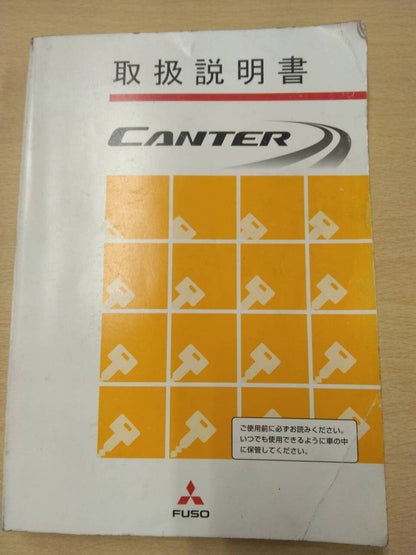 取扱説明書
CANTER
ご使用前に必ずお読みください。
いつでも使用できるように車の中
に保管してください。
FUSO